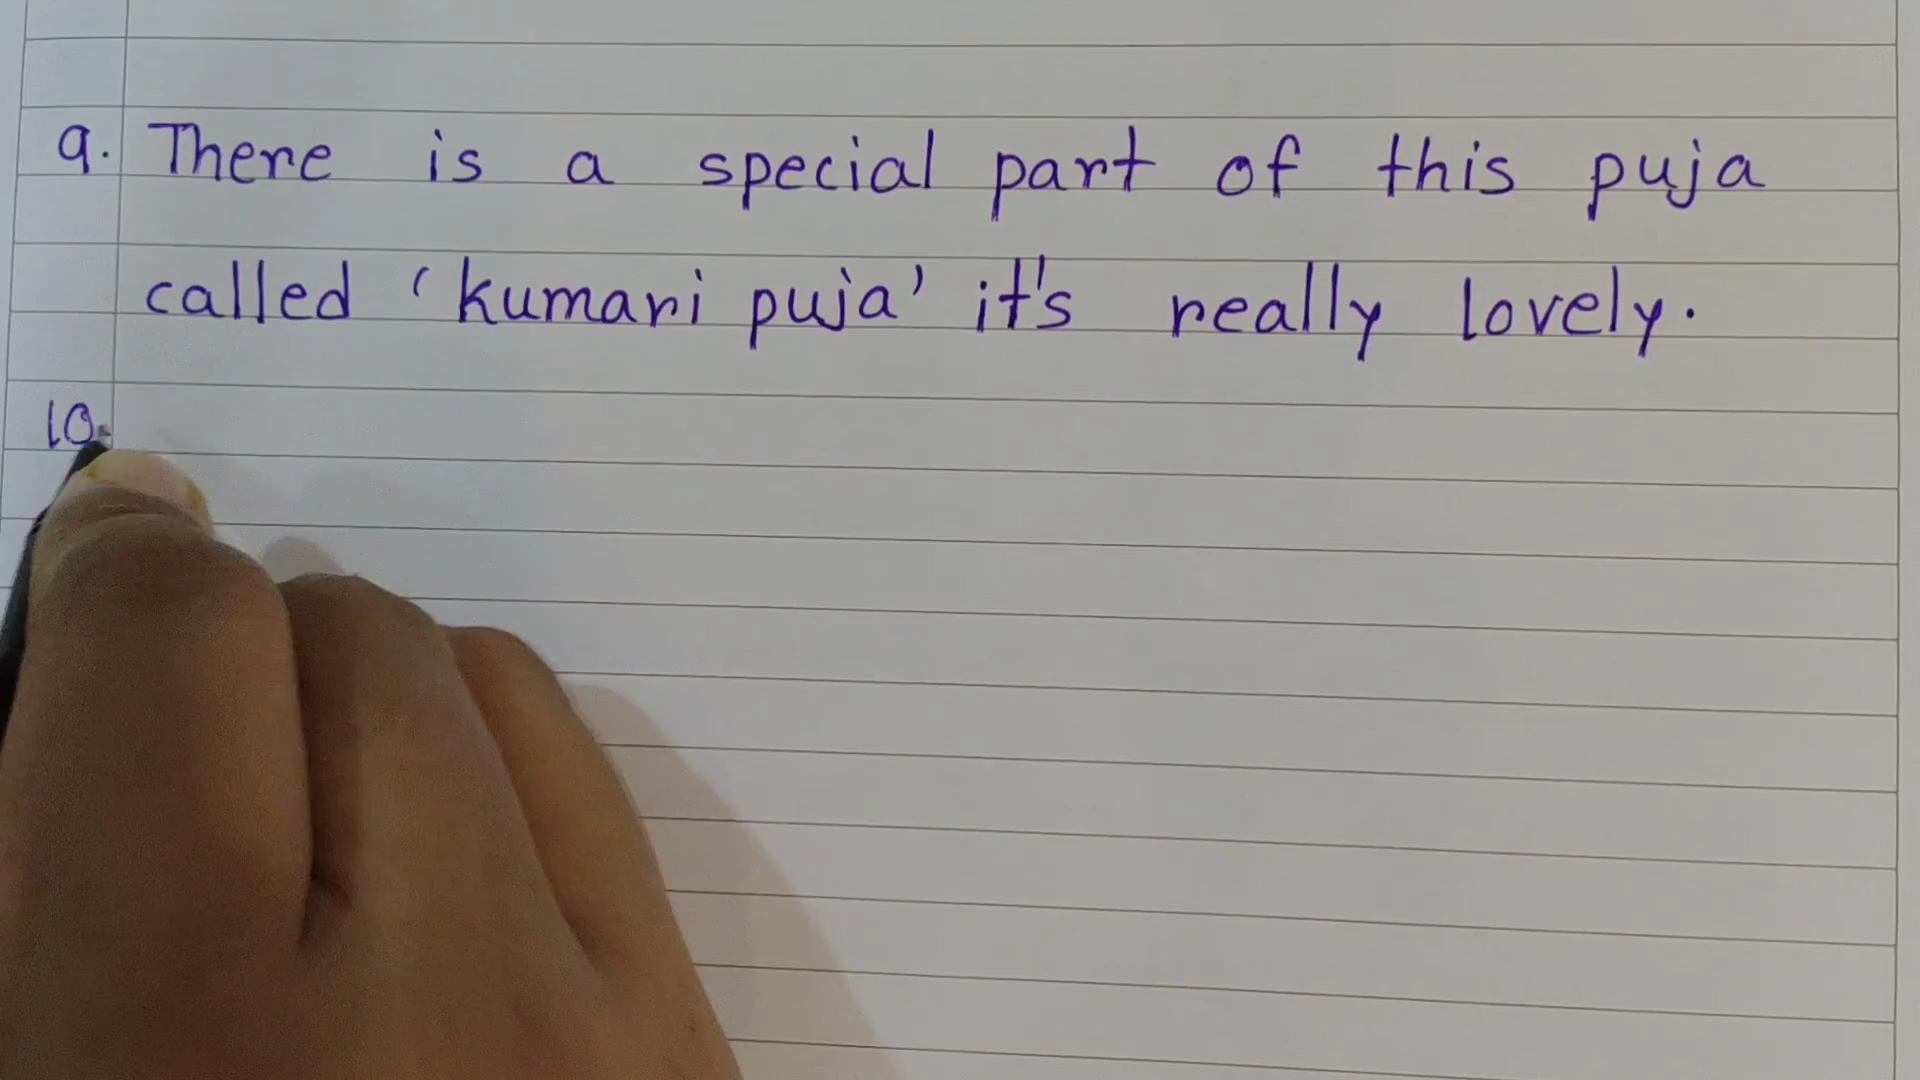 9. There is a special part of this puja
called 'kumari puja' it's really lovely.
10.